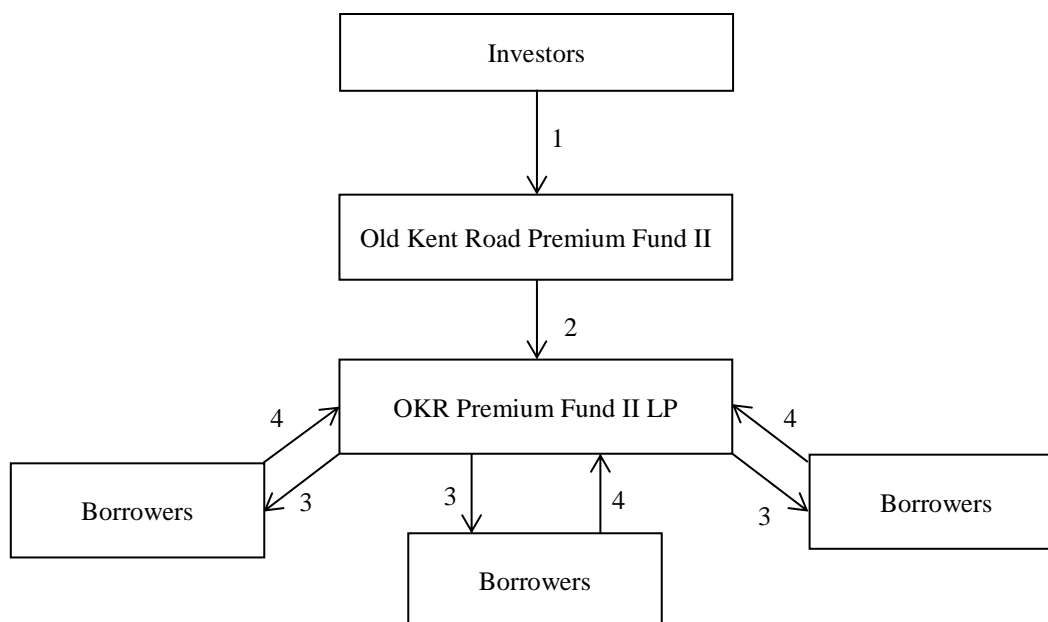 Investors
1
Old Kent Road Premium Fund II
2
OKR Premium Fund II LP
4
4
Borrowers
3
3
4
3
Borrowers
Borrowers